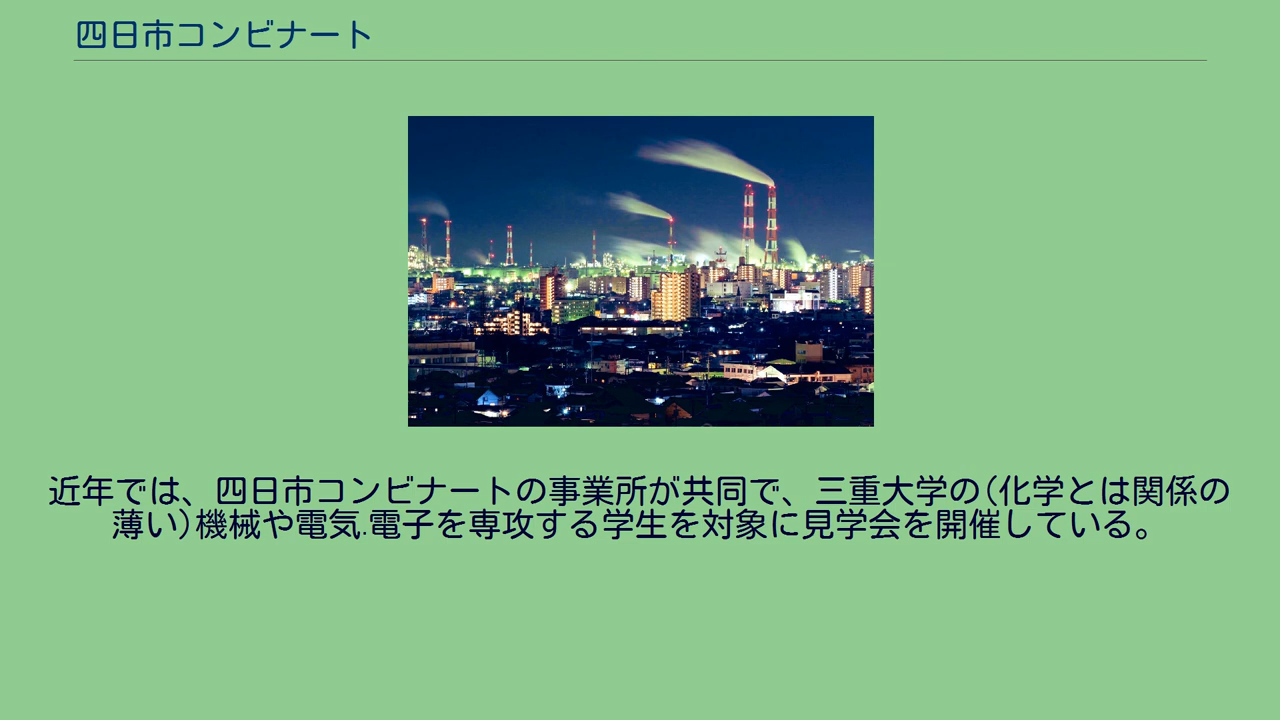 四日市コンビナート
近年では、四日市コンビナートの事業所が共同で、三重大学の(化学とは関係の
薄い)機械や電気.電子を専攻する学生を対象に見学会を開催している。